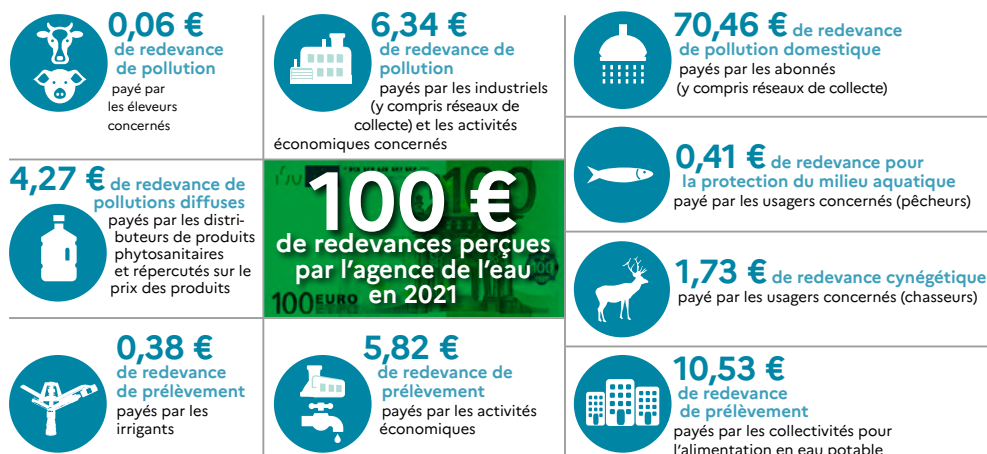 0,06 €
de redevance
de pollution
payé par
les éleveurs
concernés
6,34 €
de redevance de
pollution
payés par les industriels
(y compris réseaux de
collecte) et les activités
économiques concernés
70,46 € de redevance
de pollution domestique
payés par les abonnés
(y compris réseaux de collecte)
0,41 € de redevance pour
la protection du milieu aquatique
payé par les usagers concernés (pêcheurs)
4,27 € de redevance de
pollutions diffuses
payés par les distri-
buteurs de produits
phytosanitaires
et répercutés sur le
prix des produits
100 €
de redevances perçues
par l'agence de l'eau
en 2021
100
100 EURO
1,73 € de redevance cynégétique
payé par les usagers concernés (chasseurs)
0,38 €
de redevance
de prélèvement
payés par les
irrigants
5,82 €
de redevance de
prélèvement
payés par les activités
économiques
10,53 €
de redevance
de prélèvement
payés par les collectivités pour
l'alimentation en eau potable